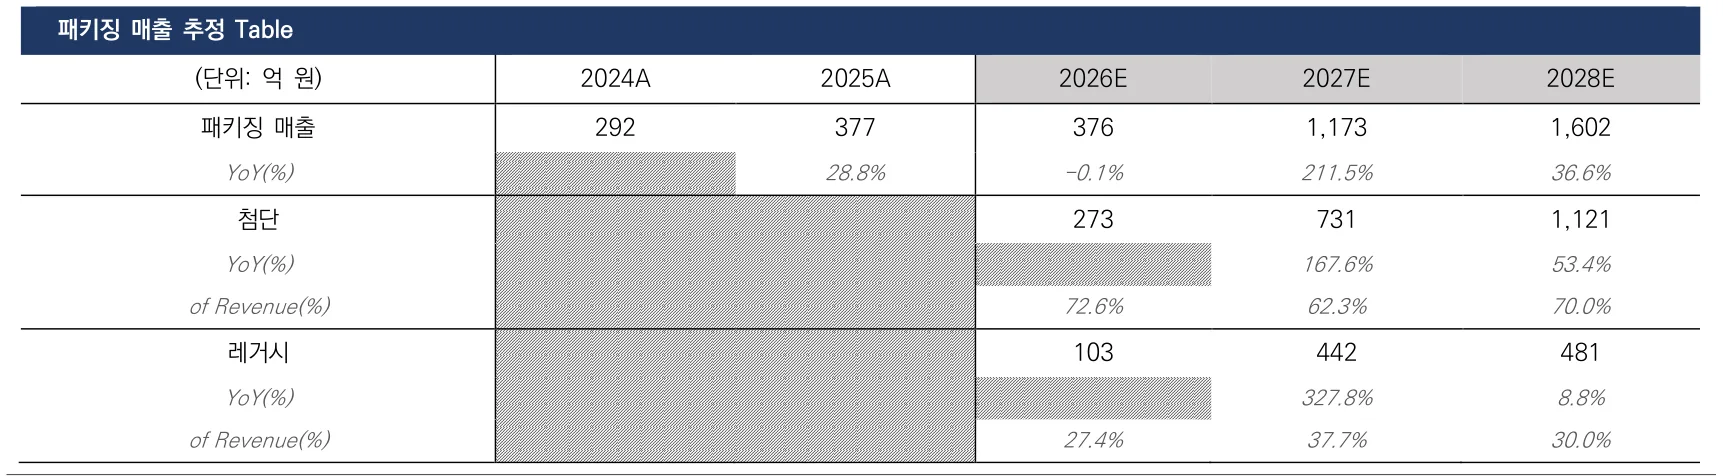 패키징 매출 추정 Table
(단위: 억 원) 2024A 2025A 2026E 2027E 2028E
패키징 매출 292 377 376 1,173 1,602
YoY(%) 28.8% -0.1% 211.5% 36.6%
첨단 273 731 1,121
YoY(%) 167.6% 53.4%
of Revenue(%) 72.6% 62.3% 70.0%
레거시 103 442 481
YoY(%) 327.8% 8.8%
of Revenue(%) 27.4% 37.7% 30.0%